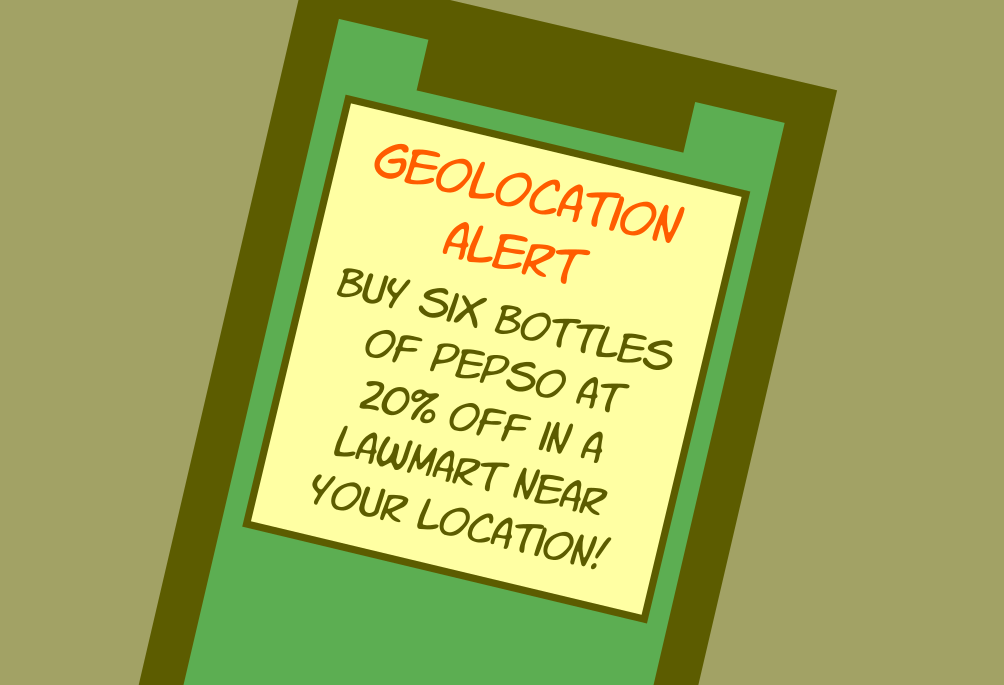 GEOLOCATION
ALERT
BUY SIX BOTTLES
OF PEPSO AT
20% OFF IN A
LAWMART NEAR
YOUR LOCATION!